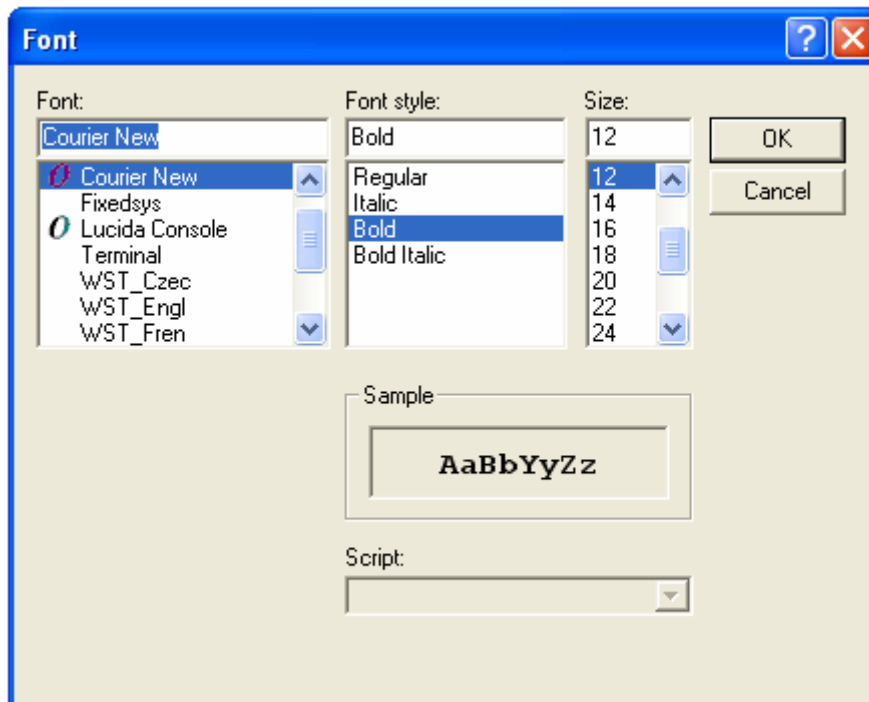 Font
Font:
Font style:
Size:
Courier New
Bold
12
OK
Courier New
Fixedsys
Lucida Console
Terminal
WST_Czec
WST_Engl
WST_Fren
Regular
Italic
Bold
Bold Italic
12
14
16
18
20
22
24
Cancel
Sample
AaBbYyZz
Script: